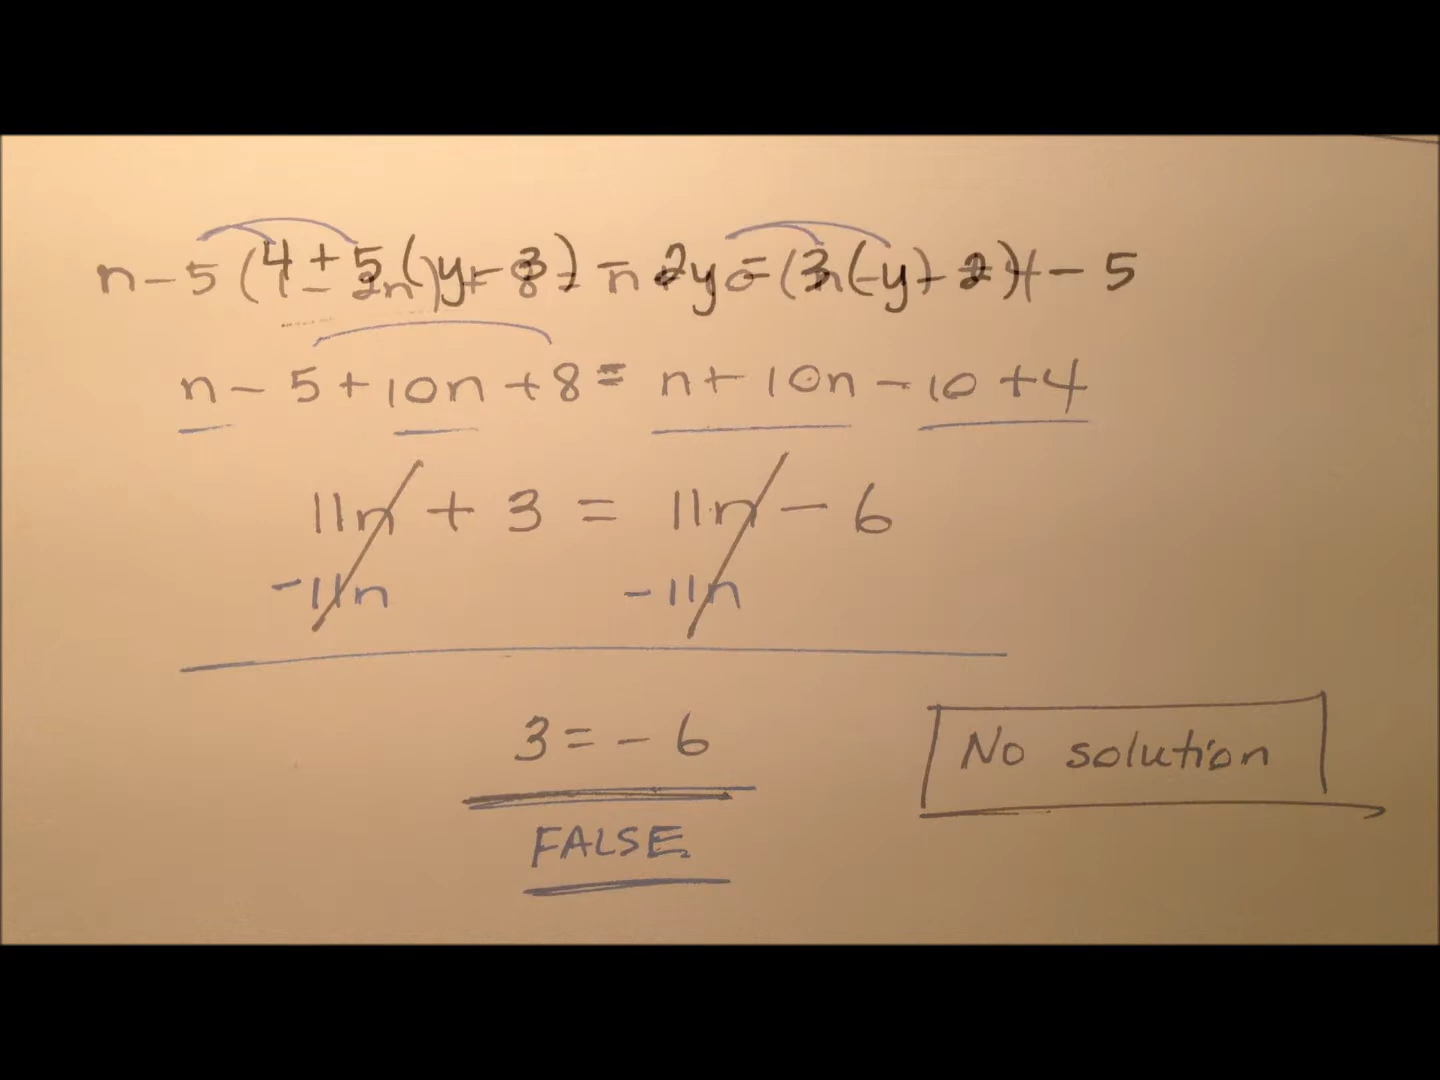 n - 5 + 10n + 8 = n + 10n - 10 + 4
11n + 3 = 11n - 6
-11n -11n
3 = - 6
No solution
FALSE